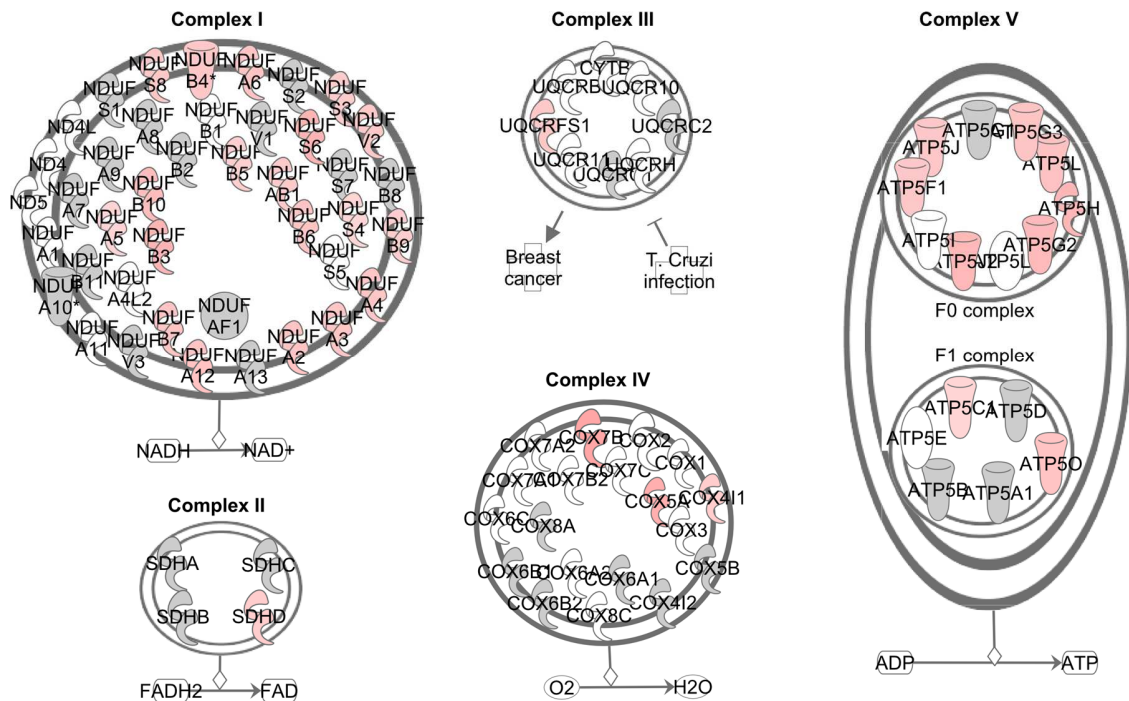 Complex I
NDUF
S8
NDUF
B4*
NDUF
A6
NDUF
S2
NDUF
S3
NDUF
V2
NDUF
S1
NDUF
A8
NDUF
B1
NDUF
V1
NDUF
S6
ND4L
NDUF
A9
NDUF
B2
NDUF
B5
NDUF
S7
NDUF
B8
ND4
NDUF
B10
NDUF
AB1
ND5
NDUF
A7
NDUF
A5
NDUF
B3
NDUF
B6
NDUF
S4
NDUF
B9
NDUF
A1
NDUF
B11
NDUF
S5
NDUF
A10*
NDUF
A4L2
NDUF
AF1
NDUF
A4
NDUF
A11
NDUF
V3
NDUF
B7
NDUF
A12
NDUF
A13
NDUF
A2
NDUF
A3
NADH
NAD+
Complex II
SDHA
SDHC
SDHB
SDHD
FADH2
FAD
Complex III
CYTB
UQCRB
UQCR10
UQCRFS1
UQCRC2
UQCR11
UQCRH
Breast
cancer
T. Cruzi
infection
Complex IV
COX7B
COX2
COX7A2
COX7C
COX1
COX7A1
COX7B2
COX5A
COX4I1
COX6C
COX8A
COX3
COX6B1
COX6A2
COX6A1
COX5B
COX6B2
COX8C
COX4I2
O2
H2O
Complex V
ATP5G1
ATP5G3
ATP5J
ATP5L
ATP5F1
ATP5H
ATP5I
ATP5J2
ATP5G2
F0 complex
F1 complex
ATP5C1
ATP5D
ATP5E
ATP5O
ATP5B
ATP5A1
ADP
ATP